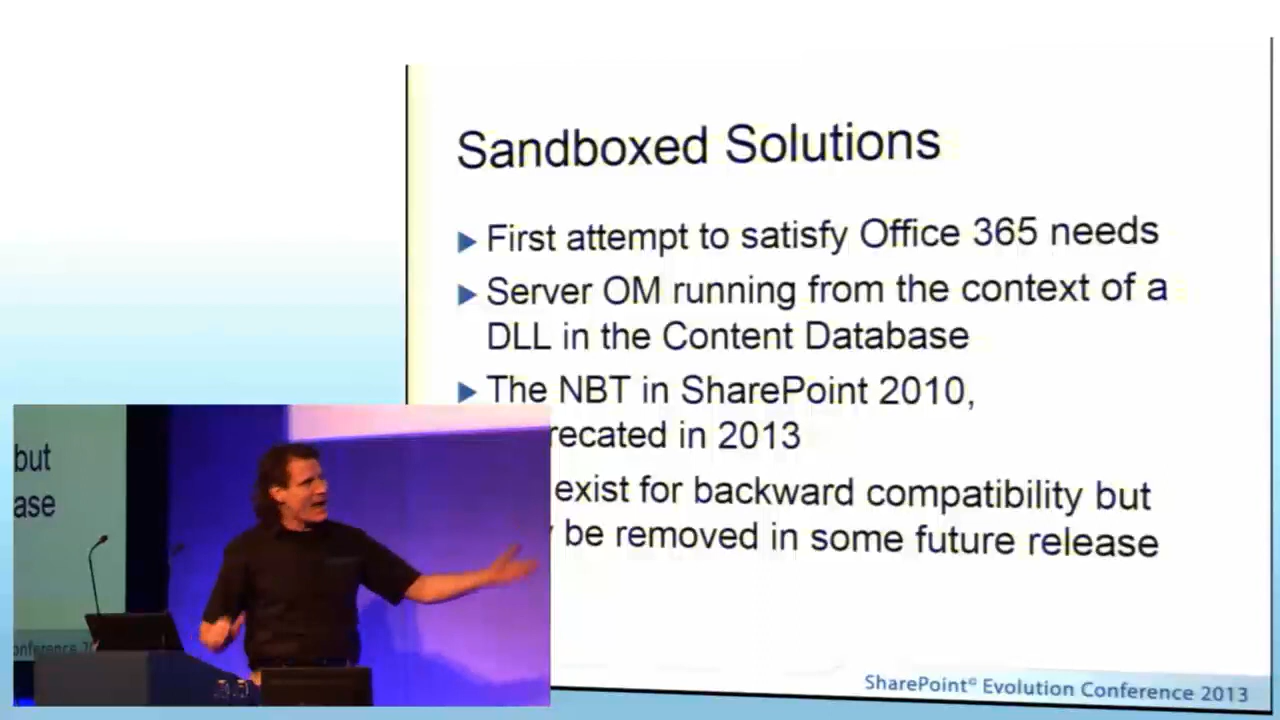 Sandboxed Solutions
First attempt to satisfy Office 365 needs
Server OM running from the context of a
DLL in the Content Database
The NBT in SharePoint 2010,
recated in 2013
exist for backward compatibility but
be removed in some future release
but
ase
onference 20
SharePoint® Evolution Conference 2013